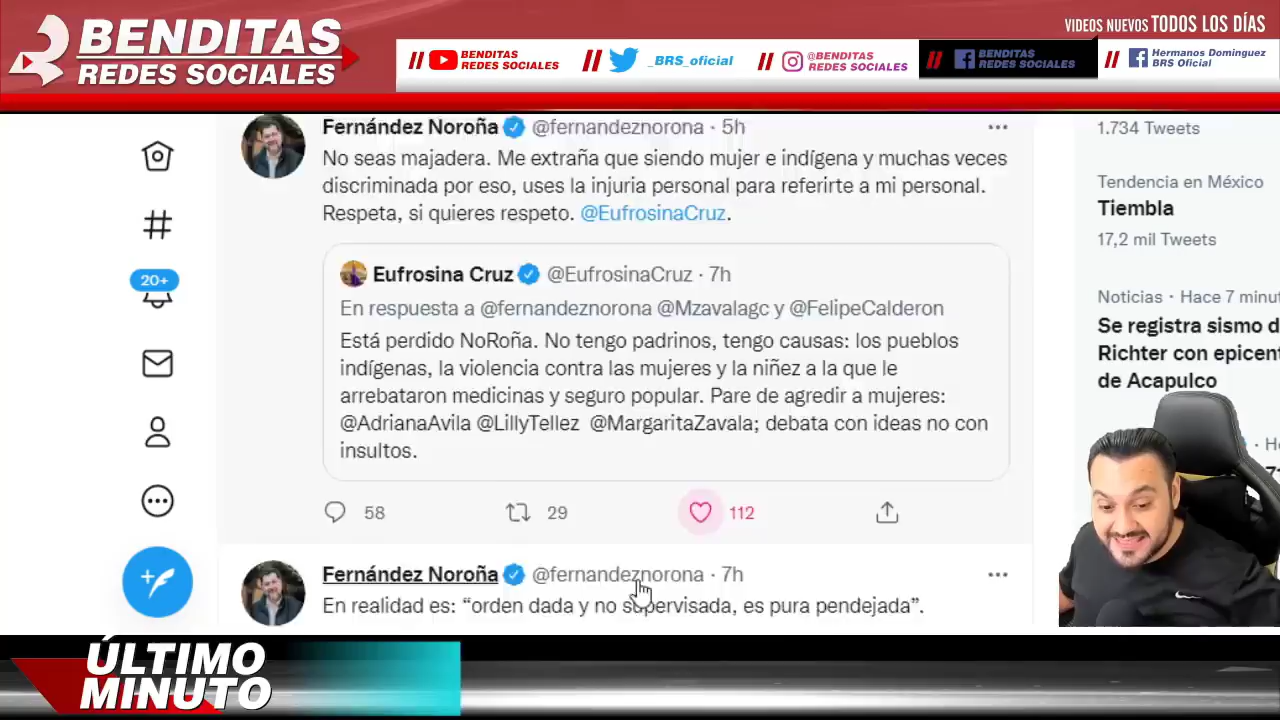 BENDITAS
REDES SOCIALES
VIDEOS NUEVOS TODOS LOS DÍAS
// BENDITAS REDES SOCIALES
// _BRS_oficial
// @BENDITAS REDES SOCIALES
// BENDITAS REDES SOCIALES
// Hermanos Dominguez BRS Oficial
Fernández Noroña @fernandeznorona · 5h
No seas majadera. Me extraña que siendo mujer e indígena y muchas veces
discriminada por eso, uses la injuria personal para referirte a mi personal.
Respeta, si quieres respeto. @EufrosinaCruz.
Eufrosina Cruz @EufrosinaCruz · 7h
En respuesta a @fernandeznorona @Mzavalagc y @FelipeCalderon
Está perdido NoRoña. No tengo padrinos, tengo causas: los pueblos
indígenas, la violencia contra las mujeres y la niñez a la que le
arrebataron medicinas y seguro popular. Pare de agredir a mujeres:
@AdrianaAvila @LillyTellez @MargaritaZavala; debata con ideas no con
insultos.
58 29 112
Fernández Noroña @fernandeznorona · 7h
En realidad es: “orden dada y no supervisada, es pura pendejada”.
20+
1.734 Tweets
Tendencia en México
Tiembla
17,2 mil Tweets
Noticias · Hace 7 minut
Se registra sismo d
Richter con epicent
de Acapulco
ÚLTIMO
MINUTO